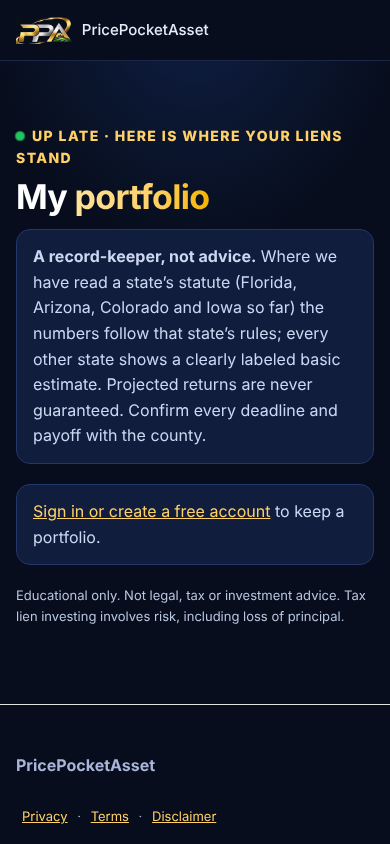 PPA PricePocketAsset
UP LATE · HERE IS WHERE YOUR LIENS
STAND
My portfolio
A record-keeper, not advice. Where we
have read a state’s statute (Florida,
Arizona, Colorado and Iowa so far) the
numbers follow that state’s rules; every
other state shows a clearly labeled basic
estimate. Projected returns are never
guaranteed. Confirm every deadline and
payoff with the county.
Sign in or create a free account to keep a
portfolio.
Educational only. Not legal, tax or investment advice. Tax
lien investing involves risk, including loss of principal.
PricePocketAsset
Privacy · Terms · Disclaimer